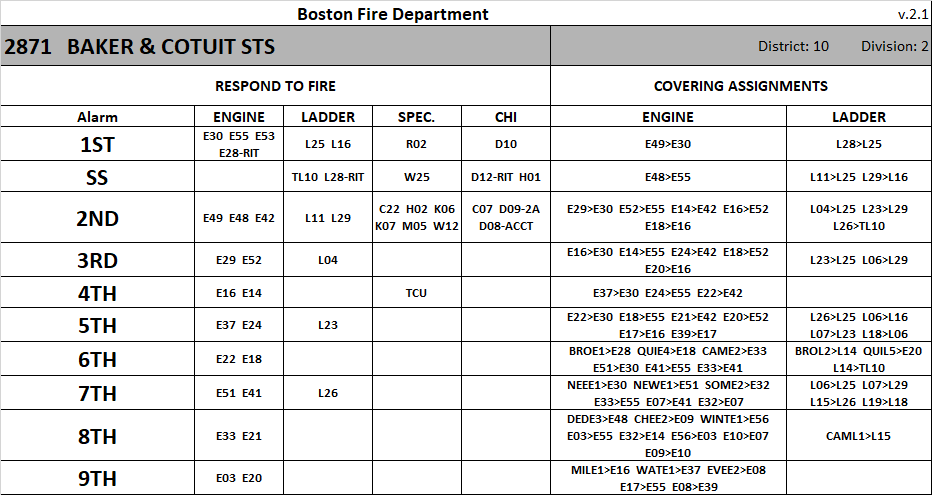 Boston Fire Department v.2.1
2871 BAKER & COTUIT STS District: 10 Division: 2
RESPOND TO FIRE COVERING ASSIGNMENTS
Alarm ENGINE LADDER SPEC. CHI ENGINE LADDER
1ST E30 E55 E53 L25 L16 R02 D10 E49>E30 L28>L25
E28-RIT
SS TL10 L28-RIT W25 D12-RIT H01 E48>E55 L11>L25 L29>L16
2ND E49 E48 E42 L11 L29 C22 H02 K06 C07 D09-2A E29>E30 E52>E55 E14>E42 E16>E52 L04>L25 L23>L29
K07 M05 W12 D08-ACCT E18>E16 L26>TL10
3RD E29 E52 L04 E16>E30 E14>E55 E24>E42 E18>E52 L23>L25 L06>L29
E20>E16
4TH E16 E14 TCU E37>E30 E24>E55 E22>E42
5TH E37 E24 L23 E22>E30 E18>E55 E21>E42 E20>E52 L26>L25 L06>L16
E17>E16 E39>E17 L07>L23 L18>L06
6TH E22 E18 BROE1>E28 QUIE4>E18 CAME2>E33 BROL2>L14 QUIL5>E20
E51>E30 E41>E55 E33>E41 L14>TL10
7TH E51 E41 L26 NEEE1>E30 NEWE1>E51 SOME2>E32 L06>L25 L07>L29
E33>E55 E07>E41 E32>E07 L15>L26 L19>L18
8TH E33 E21 DEDE3>E48 CHEE2>E09 WINTE1>E56 CAML1>L15
E03>E55 E32>E14 E56>E03 E10>E07
E09>E10
9TH E03 E20 MILE1>E16 WATE1>E37 EVEE2>E08
E17>E55 E08>E39